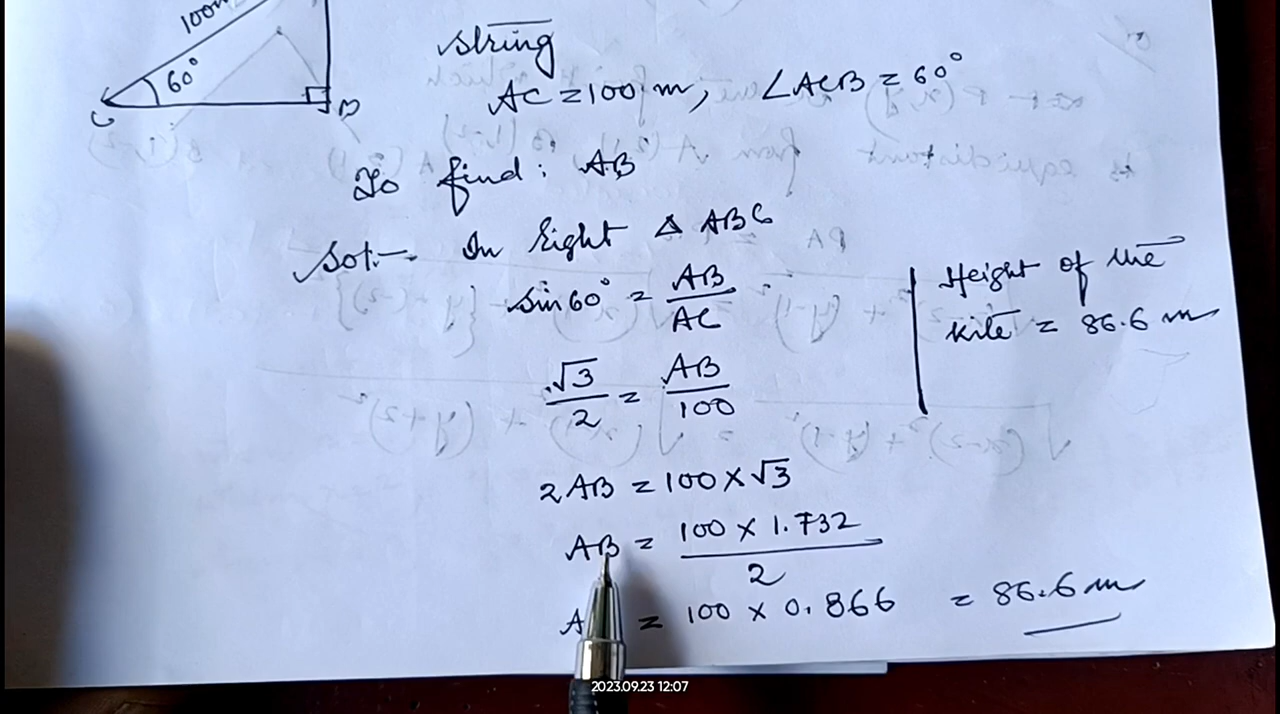 100m
60°
C
B
String
AC = 100 m, ∠ACB = 60°
To find : AB
Sol:- In Right △ ABC
sin 60° = AB/AC
√3/2 = AB/100
2AB = 100 × √3
AB = 100 × 1.732/2
A = 100 × 0.866 = 86.6 m
Height of the
kite = 86.6 m
2023.09.23 12:07